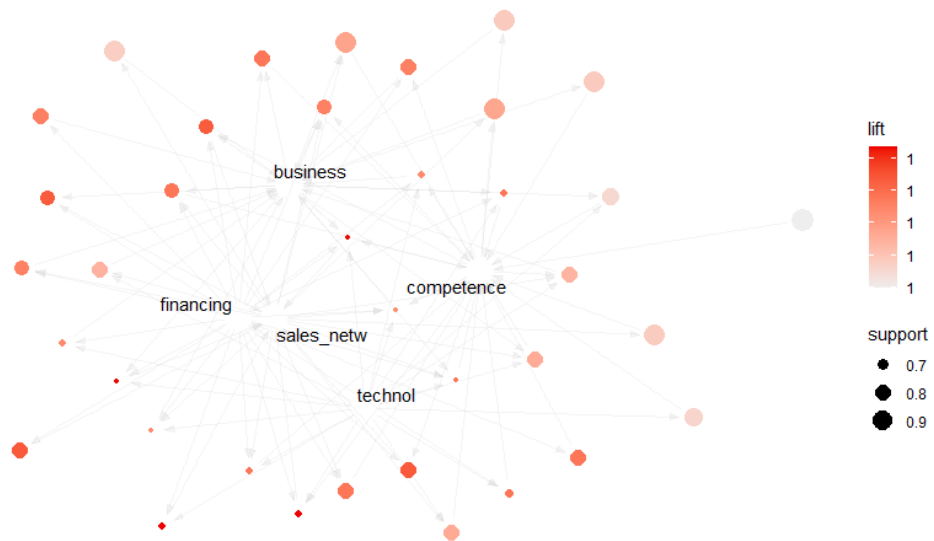 business
competence
financing
sales_netw
technol
lift
1
1
1
1
1
support
0.7
0.8
0.9